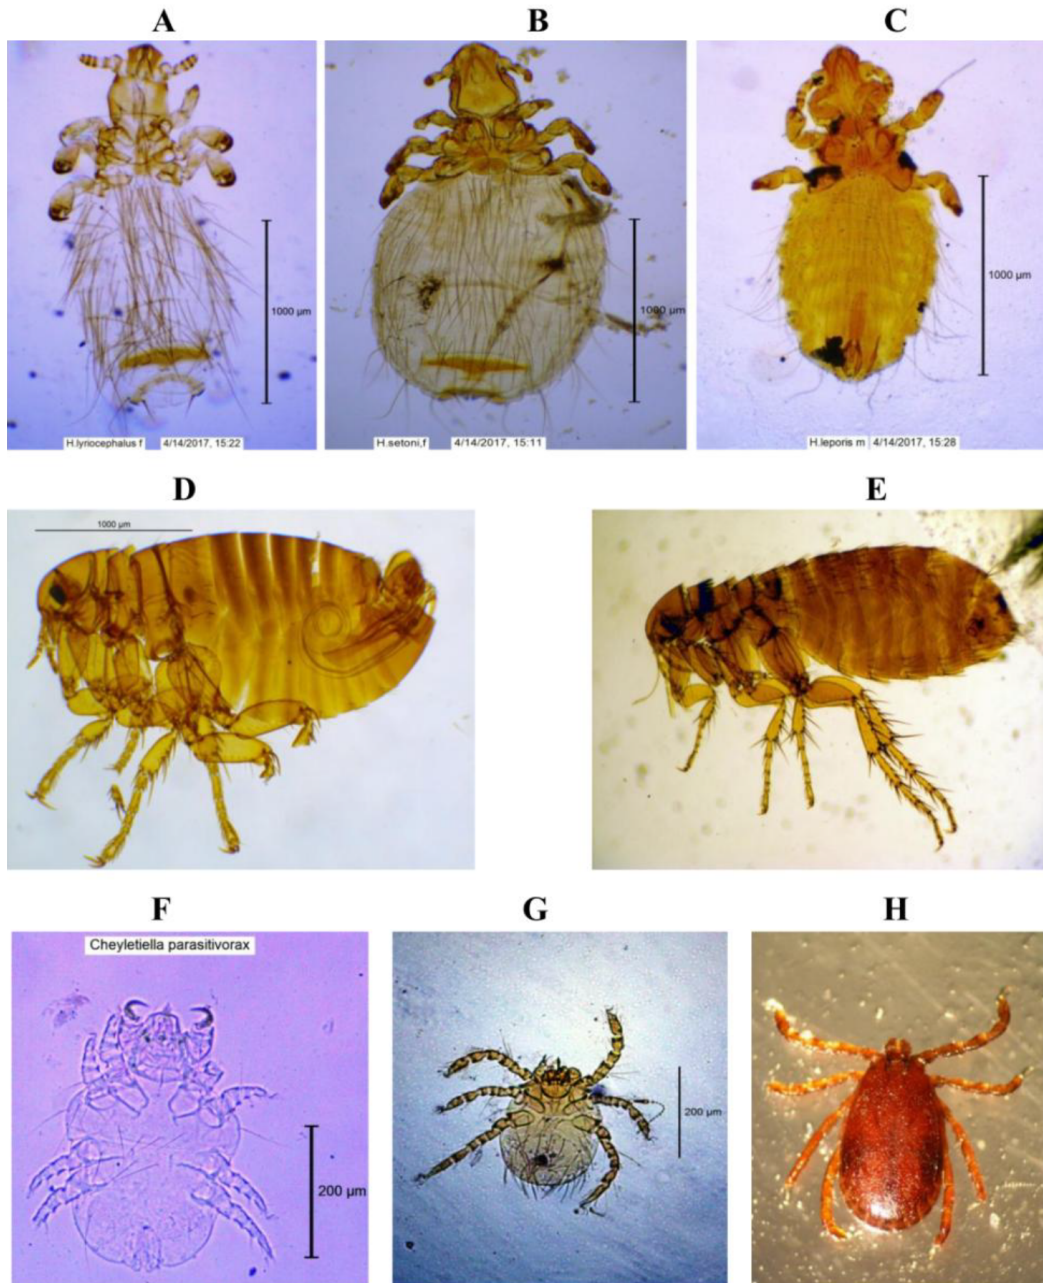 A
B
C
1000 µm
1000 µm
1000 µm
H.lyriocephalus f 4/14/2017, 15:22
H.setoni,f 4/14/2017, 15:11
H.leporis m 4/14/2017, 15:28
D
E
1000 µm
F
G
H
Cheyletiella parasitivorax
200 µm
200 µm